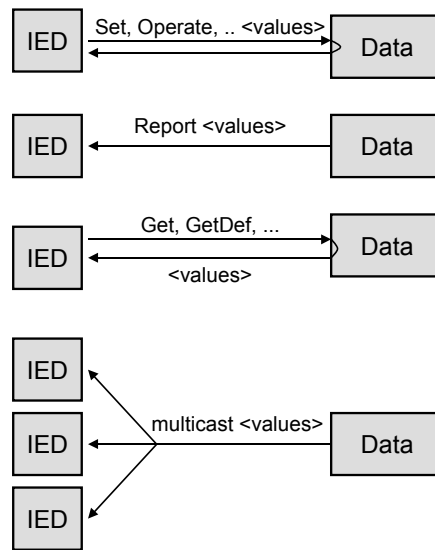 IED
Set, Operate, .. <values>
Data
IED
Report <values>
Data
IED
Get, GetDef, ...
<values>
Data
IED
IED
multicast <values>
Data
IED